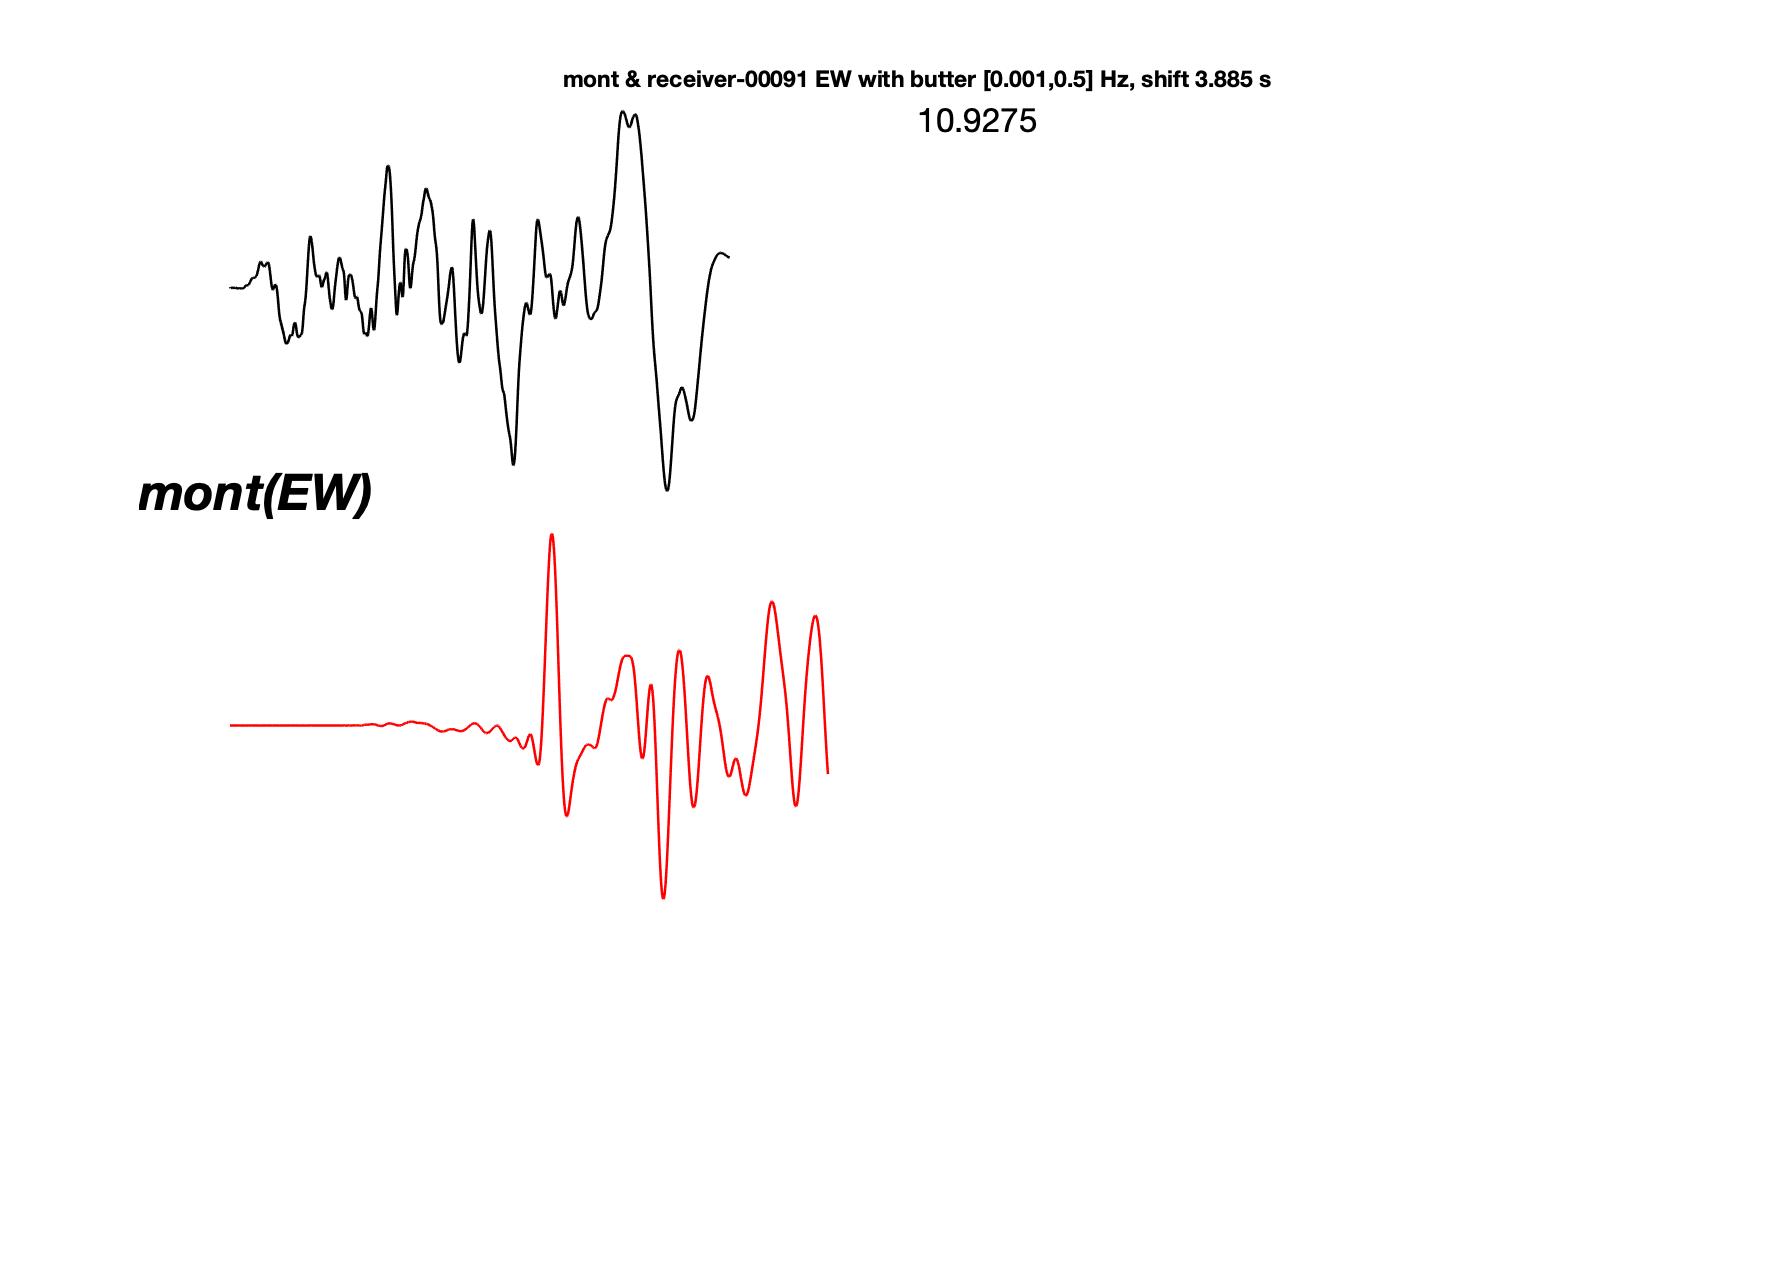 mont & receiver-00091 EW with butter [0.001,0.5] Hz, shift 3.885 s
10.9275
mont(EW)